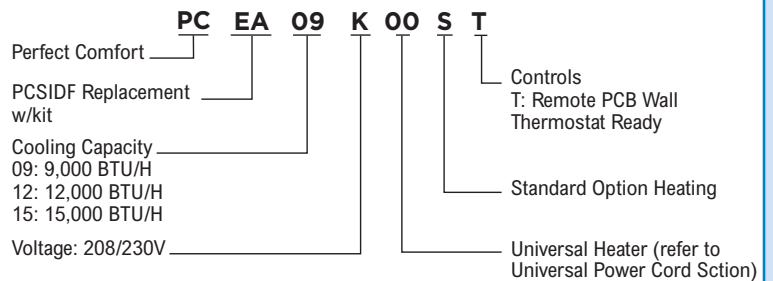 PC EA 09 K 00 S T
Perfect Comfort
PCSIDF Replacement
w/kit
Cooling Capacity
09: 9,000 BTU/H
12: 12,000 BTU/H
15: 15,000 BTU/H
Voltage: 208/230V
Controls
T: Remote PCB Wall
Thermostat Ready
Standard Option Heating
Universal Heater (refer to
Universal Power Cord Sction)